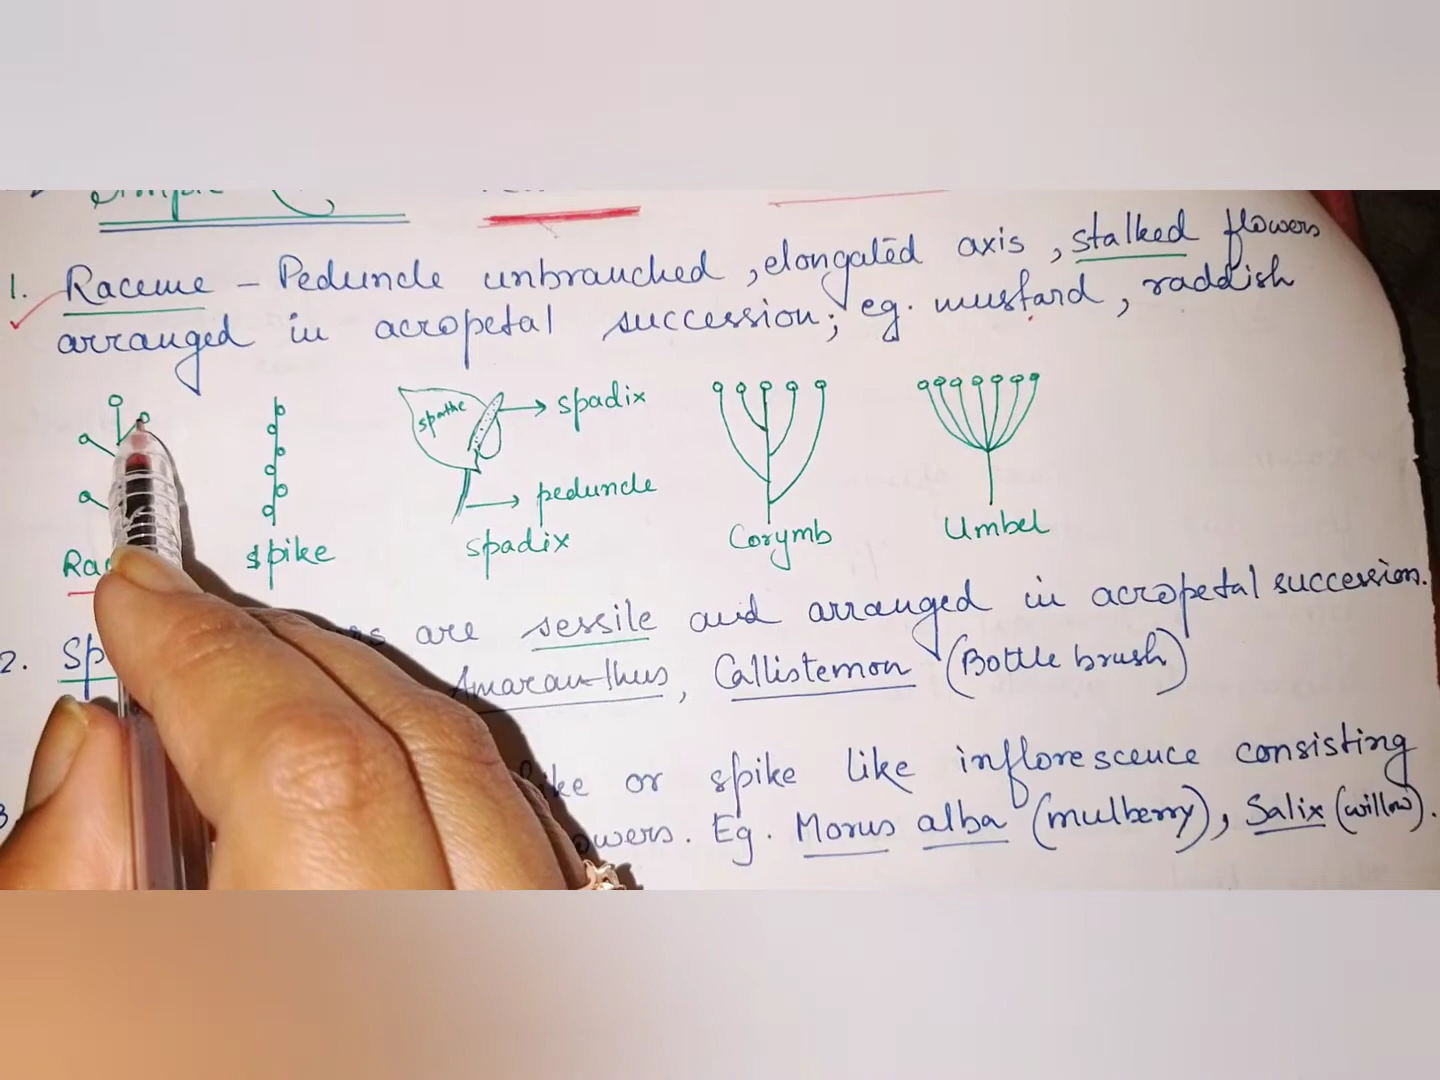 1. Raceme - Peduncle unbranched, elongated axis, stalked flowers
arranged in acropetal succession; eg. mustard, raddish
spathe
spadix
peduncle
spike
spadix
Corymb
Umbel
2. are sessile and arranged in acropetal succession.
Amaranthus, Callistemon (Bottle brush)
or spike like inflorescence consisting
Eg. Morus alba (mulberry), Salix (willow).